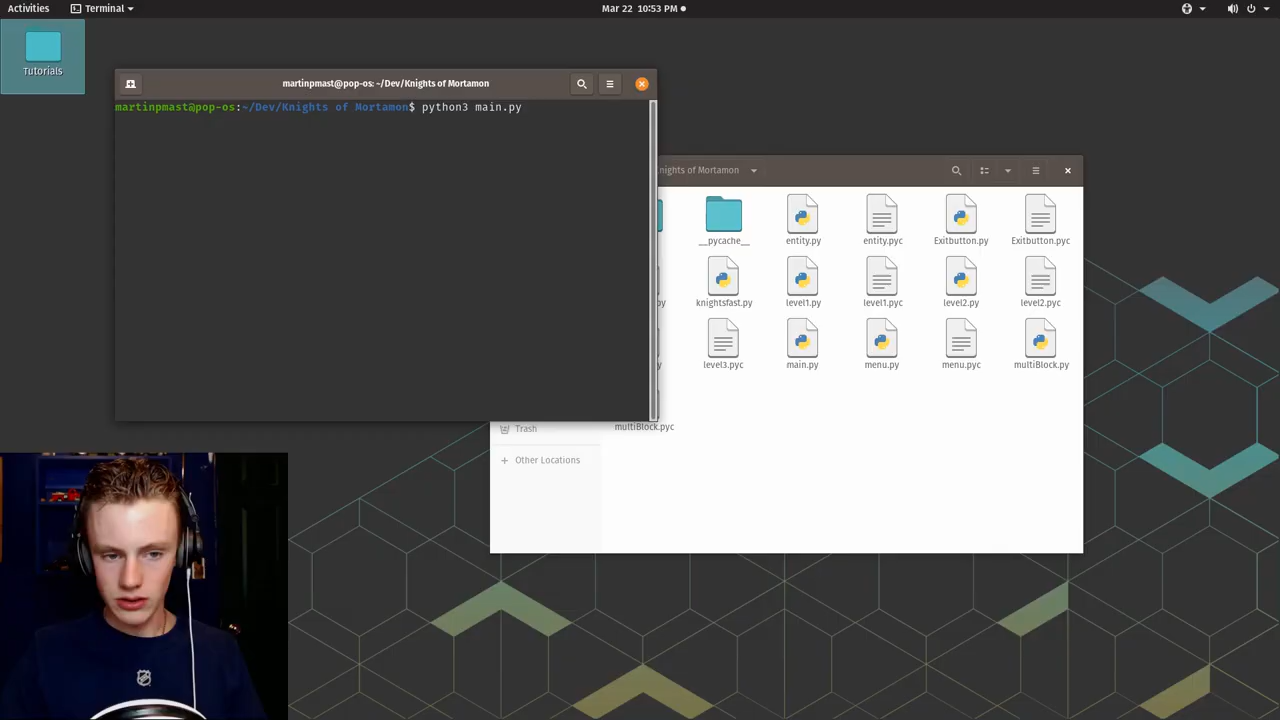 Activities
Terminal
Mar 22 10:53 PM
Tutorials
martinpmast@pop-os: ~/Dev/Knights of Mortamon
martinpmast@pop-os:~/Dev/Knights of Mortamon$ python3 main.py
nights of Mortamon
__pycache__
entity.py
entity.pyc
Exitbutton.py
Exitbutton.pyc
py
knightsfast.py
level1.py
level1.pyc
level2.py
level2.pyc
y
level3.pyc
main.py
menu.py
menu.pyc
multiBlock.py
multiBlock.pyc
Trash
Other Locations